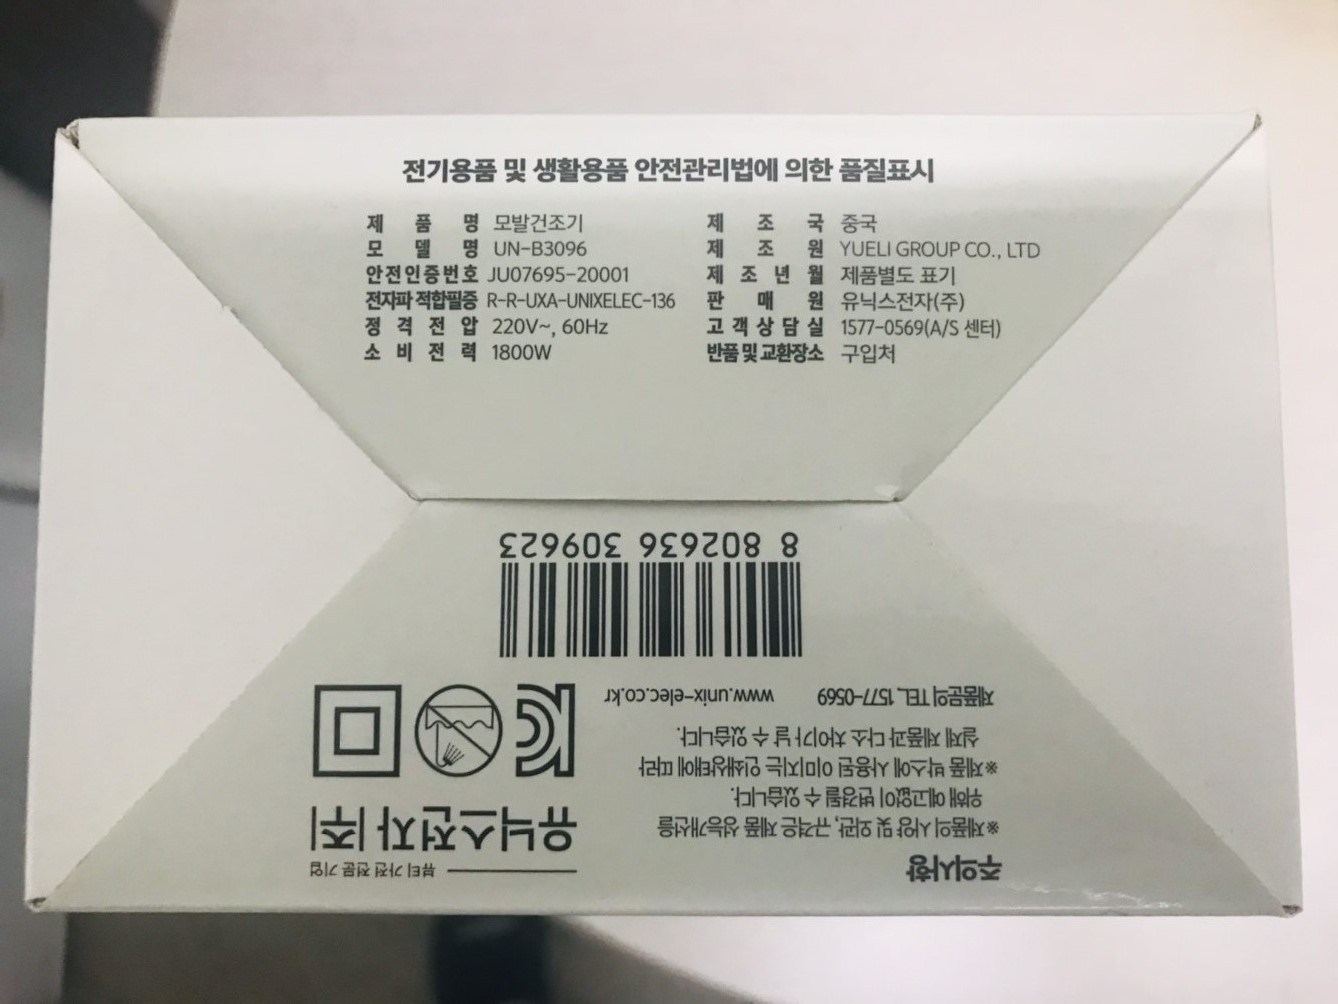 전기용품 및 생활용품 안전관리법에 의한 품질표시
제품명 모발건조기
모델명 UN-B3096
안전인증번호 JU07695-20001
전자파 적합필증 R-R-UXA-UNIXELEC-136
정격전압 220V~, 60Hz
소비전력 1800W
제조국 중국
제조원 YUELI GROUP CO., LTD
제조년월 제품별도 표기
판매원 유닉스전자(주)
고객상담실 1577-0569(A/S 센터)
반품 및 교환장소 구입처
주의사항
※제품의 사양 및 외관, 규격은 제품 성능개선을
위해 예고없이 변경될 수 있습니다.
※제품 박스에 사용된 이미지는 인쇄상태에 따라
실제 제품과 다소 차이가 날 수 있습니다.
제품문의 TEL. 1577-0569 www.unix-elec.co.kr
뷰티 가전 전문 기업
유닉스전자(주)
8 802636 309623